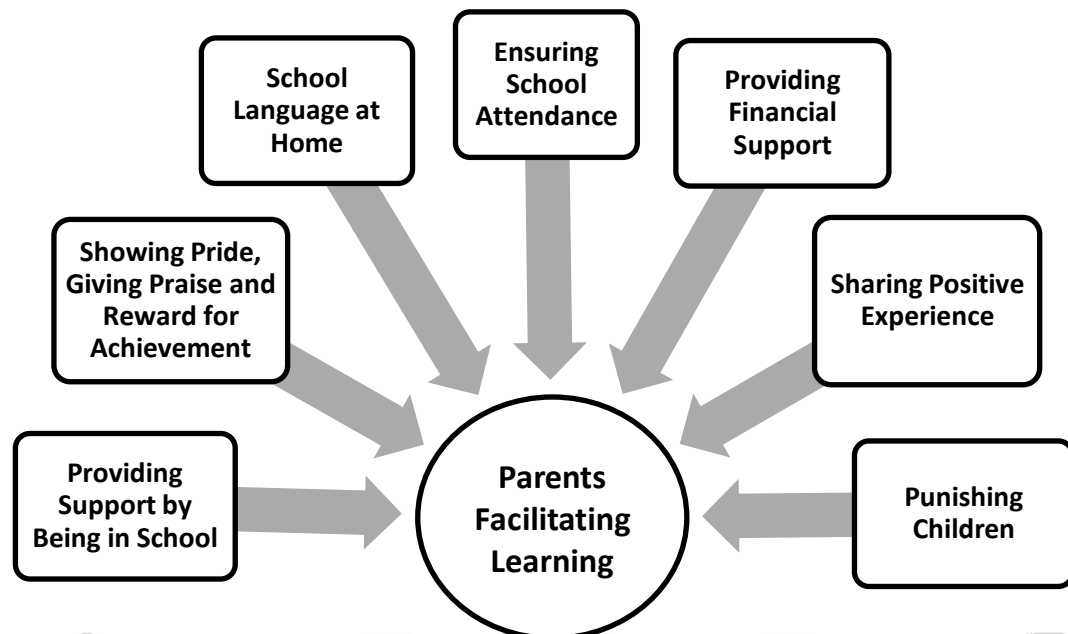 Ensuring
School
Attendance
School
Language at
Home
Providing
Financial
Support
Showing Pride,
Giving Praise and
Reward for
Achievement
Sharing Positive
Experience
Providing
Support by
Being in School
Parents
Facilitating
Learning
Punishing
Children